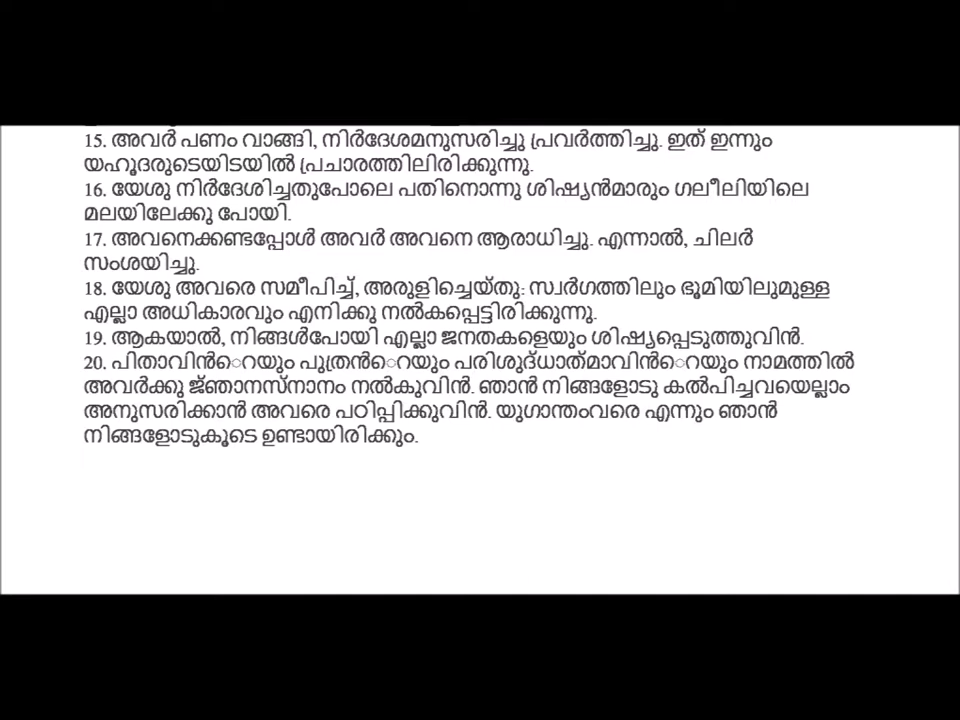 15. അവർ പണം വാങ്ങി, നിർദേശമനുസരിച്ചു പ്രവർത്തിച്ചു. ഇത് ഇന്നും
യഹൂദരുടെയിടയിൽ പ്രചാരത്തിലിരിക്കുന്നു.
16. യേശു നിർദേശിച്ചതുപോലെ പതിനൊന്നു ശിഷ്യൻമാരും ഗലീലിയിലെ
മലയിലേക്കു പോയി.
17. അവനെക്കണ്ടപ്പോൾ അവർ അവനെ ആരാധിച്ചു. എന്നാൽ, ചിലർ
സംശയിച്ചു.
18. യേശു അവരെ സമീപിച്ച്, അരുളിച്ചെയ്തു: സ്വർഗത്തിലും ഭൂമിയിലുമുള്ള
എല്ലാ അധികാരവും എനിക്കു നൽകപ്പെട്ടിരിക്കുന്നു.
19. ആകയാൽ, നിങ്ങൾപോയി എല്ലാ ജനതകളെയും ശിഷ്യപ്പെടുത്തുവിൻ.
20. പിതാവിൻെറയും പുത്രൻെറയും പരിശുദ്ധാത്മാവിൻെറയും നാമത്തിൽ
അവർക്കു ജ്ഞാനസ്നാനം നൽകുവിൻ. ഞാൻ നിങ്ങളോടു കൽപിച്ചവയെല്ലാം
അനുസരിക്കാൻ അവരെ പഠിപ്പിക്കുവിൻ. യുഗാന്തംവരെ എന്നും ഞാൻ
നിങ്ങളോടുകൂടെ ഉണ്ടായിരിക്കും.